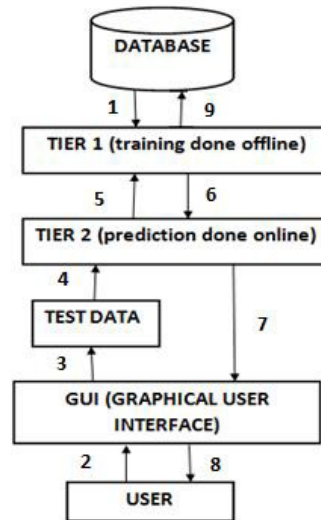 DATABASE
1
9
TIER 1 (training done offline)
5
6
TIER 2 (prediction done online)
4
7
TEST DATA
3
GUI (GRAPHICAL USER
INTERFACE)
2
8
USER